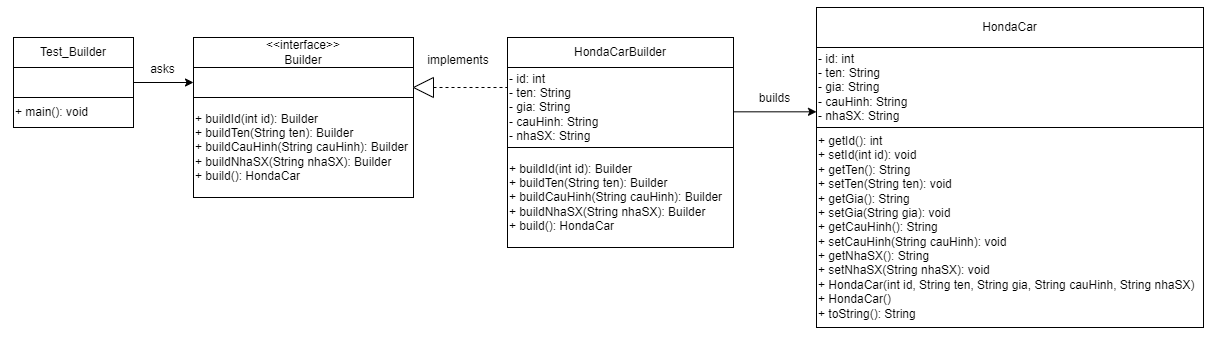 Test_Builder
+ main(): void
asks
<<interface>>
Builder
+ buildId(int id): Builder
+ buildTen(String ten): Builder
+ buildCauHinh(String cauHinh): Builder
+ buildNhaSX(String nhaSX): Builder
+ build(): HondaCar
implements
HondaCarBuilder
- id: int
- ten: String
- gia: String
- cauHinh: String
- nhaSX: String
+ buildId(int id): Builder
+ buildTen(String ten): Builder
+ buildCauHinh(String cauHinh): Builder
+ buildNhaSX(String nhaSX): Builder
+ build(): HondaCar
builds
HondaCar
- id: int
- ten: String
- gia: String
- cauHinh: String
- nhaSX: String
+ getId(): int
+ setId(int id): void
+ getTen(): String
+ setTen(String ten): void
+ getGia(): String
+ setGia(String gia): void
+ getCauHinh(): String
+ setCauHinh(String cauHinh): void
+ getNhaSX(): String
+ setNhaSX(String nhaSX): void
+ HondaCar(int id, String ten, String gia, String cauHinh, String nhaSX)
+ HondaCar()
+ toString(): String